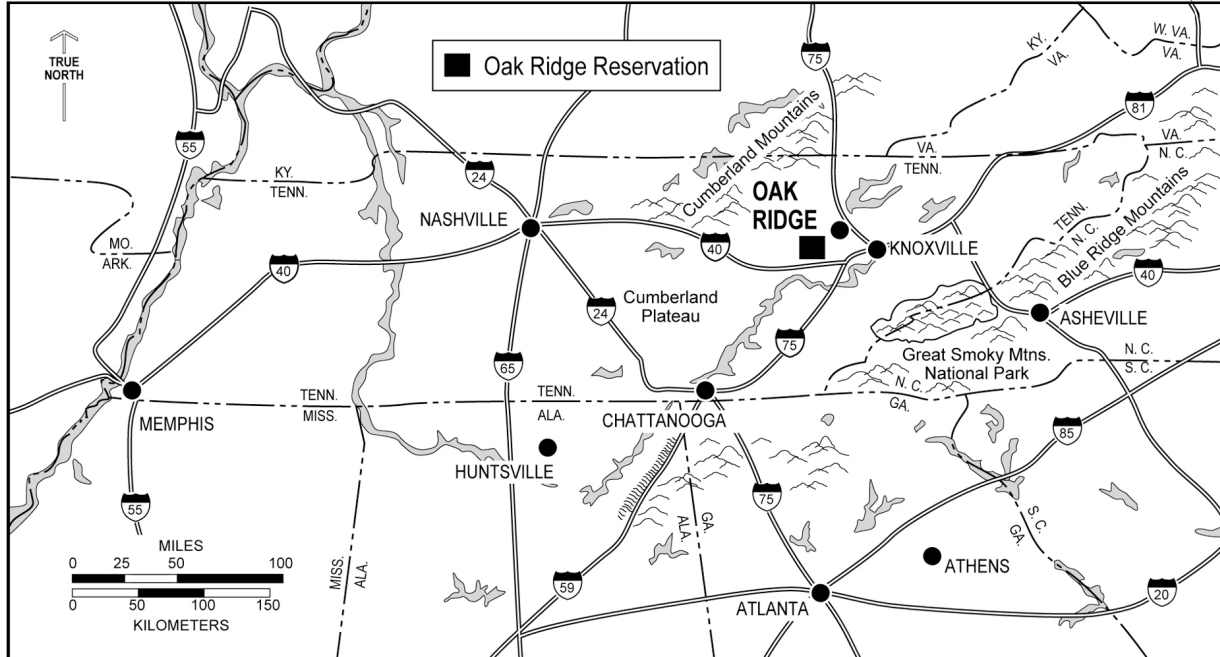 TRUE
NORTH
Oak Ridge Reservation
75
KY.
VA.
W. VA.
VA.
81
55
24
KY.
TENN.
Cumberland Mountains
VA.
TENN.
VA.
N. C.
OAK
RIDGE
NASHVILLE
TENN.
N. C.
Blue Ridge Mountains
MO.
ARK.
40
40
KNOXVILLE
40
Cumberland
Plateau
24
75
ASHEVILLE
Great Smoky Mtns.
National Park
N. C.
S. C.
65
N. C.
GA.
TENN.
MISS.
TENN.
ALA.
MEMPHIS
CHATTANOOGA
85
HUNTSVILLE
55
75
GA.
ALA.
S. C.
GA.
MILES
0 25 50 100
0 50 100 150
KILOMETERS
MISS.
ALA.
59
ATHENS
ATLANTA
20